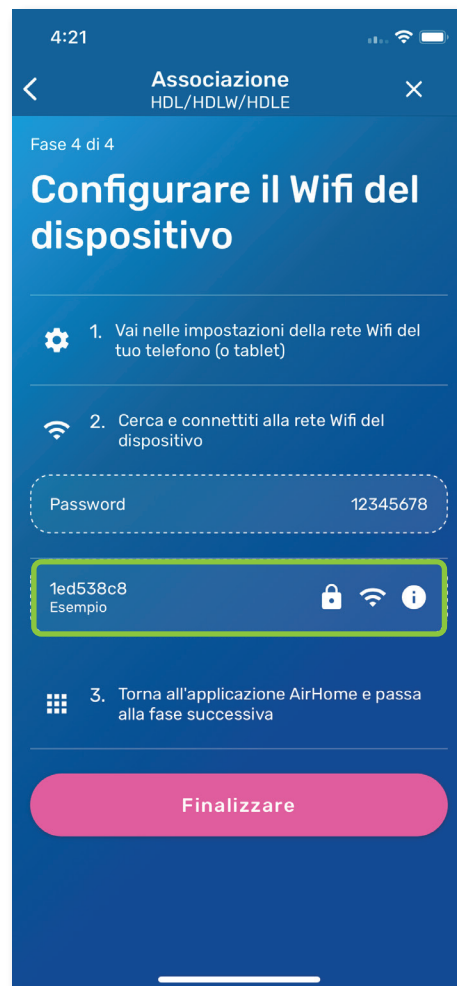 4:21
Associazione
HDL/HDLW/HDLE
Fase 4 di 4
Configurare il Wifi del
dispositivo
1. Vai nelle impostazioni della rete Wifi del
tuo telefono (o tablet)
2. Cerca e connettiti alla rete Wifi del
dispositivo
Password 12345678
1ed538c8
Esempio
3. Torna all'applicazione AirHome e passa
alla fase successiva
Finalizzare